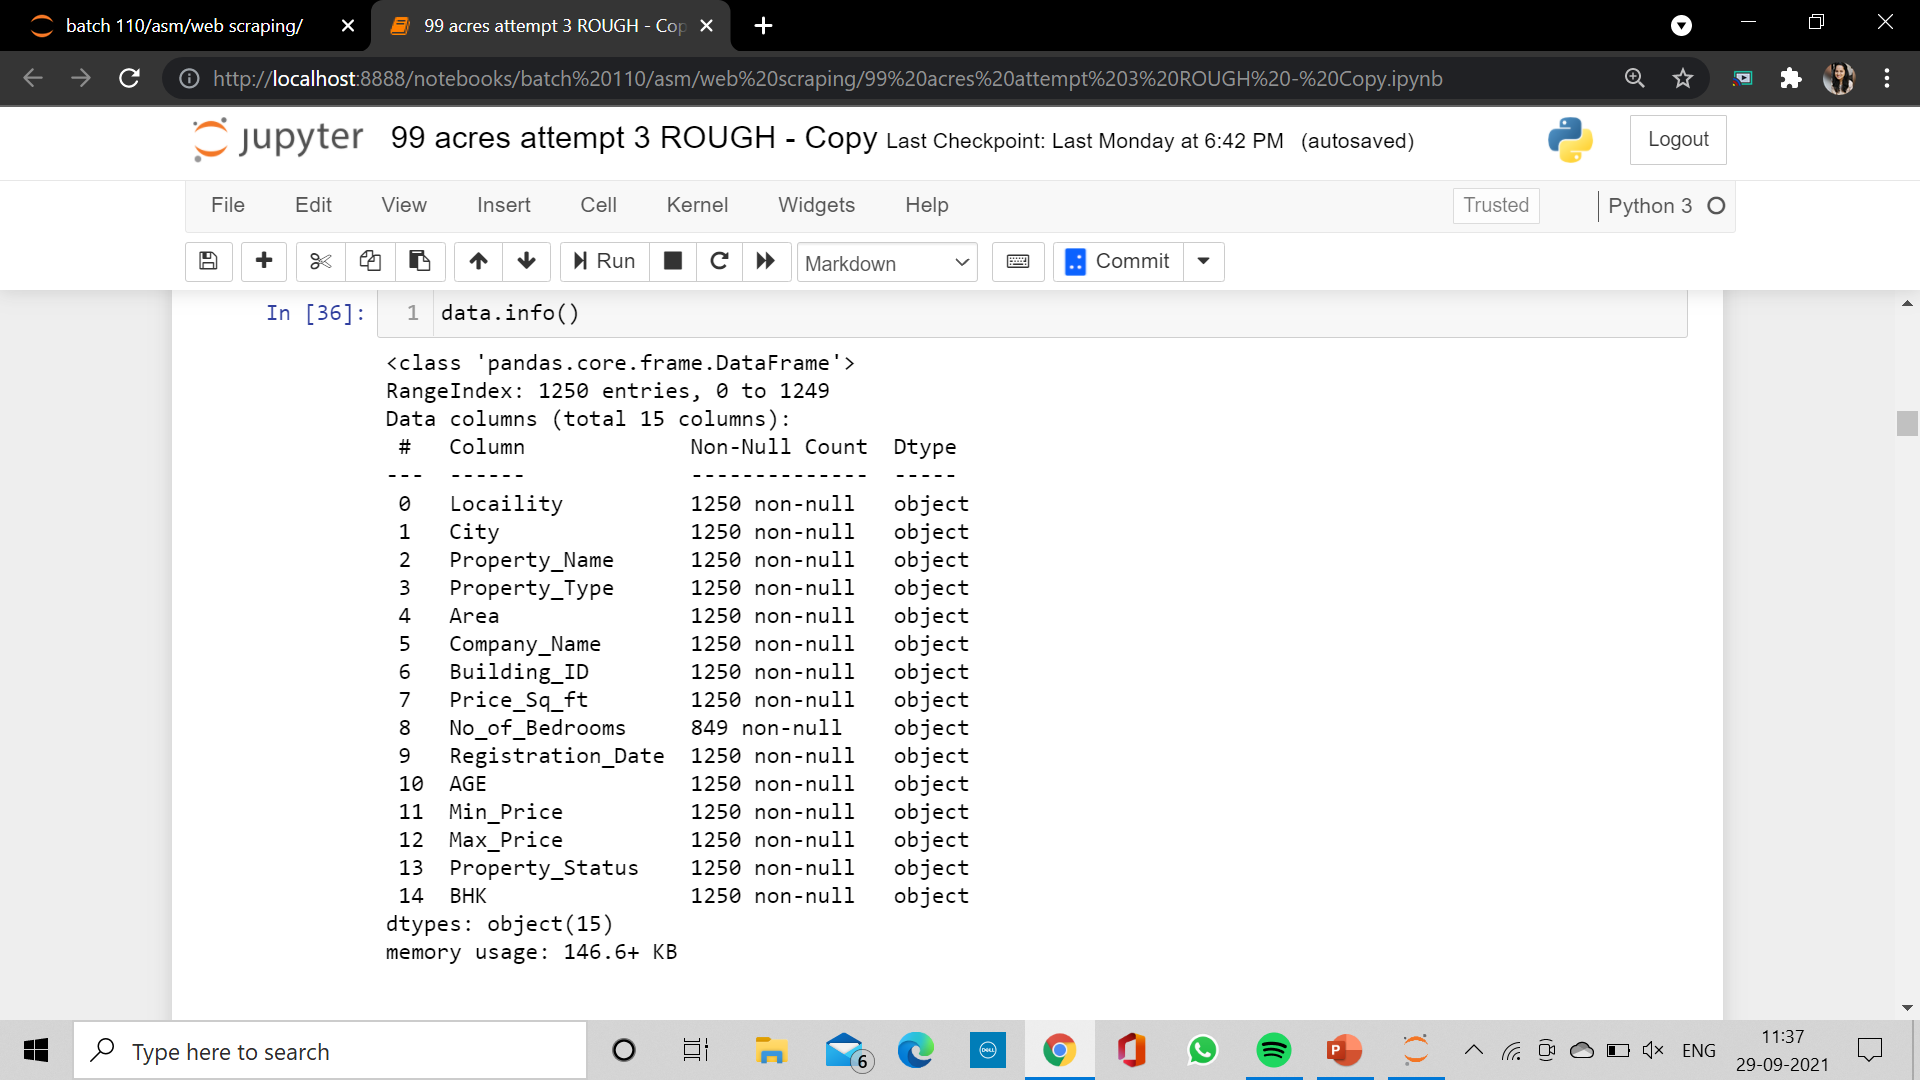 batch 110/asm/web scraping/
99 acres attempt 3 ROUGH - Cop
http://localhost:8888/notebooks/batch%20110/asm/web%20scraping/99%20acres%20attempt%203%20ROUGH%20-%20Copy.ipynb
jupyter 99 acres attempt 3 ROUGH - Copy Last Checkpoint: Last Monday at 6:42 PM (autosaved) Logout
File Edit View Insert Cell Kernel Widgets Help Trusted Python 3
Run Markdown Commit
In [36]: 1 data.info()
<class 'pandas.core.frame.DataFrame'>
RangeIndex: 1250 entries, 0 to 1249
Data columns (total 15 columns):
# Column Non-Null Count Dtype
--- ------ -------------- -----
0 Locaility 1250 non-null object
1 City 1250 non-null object
2 Property_Name 1250 non-null object
3 Property_Type 1250 non-null object
4 Area 1250 non-null object
5 Company_Name 1250 non-null object
6 Building_ID 1250 non-null object
7 Price_Sq_ft 1250 non-null object
8 No_of_Bedrooms 849 non-null object
9 Registration_Date 1250 non-null object
10 AGE 1250 non-null object
11 Min_Price 1250 non-null object
12 Max_Price 1250 non-null object
13 Property_Status 1250 non-null object
14 BHK 1250 non-null object
dtypes: object(15)
memory usage: 146.6+ KB
Type here to search
6
DELL
P
ENG
11:37
29-09-2021